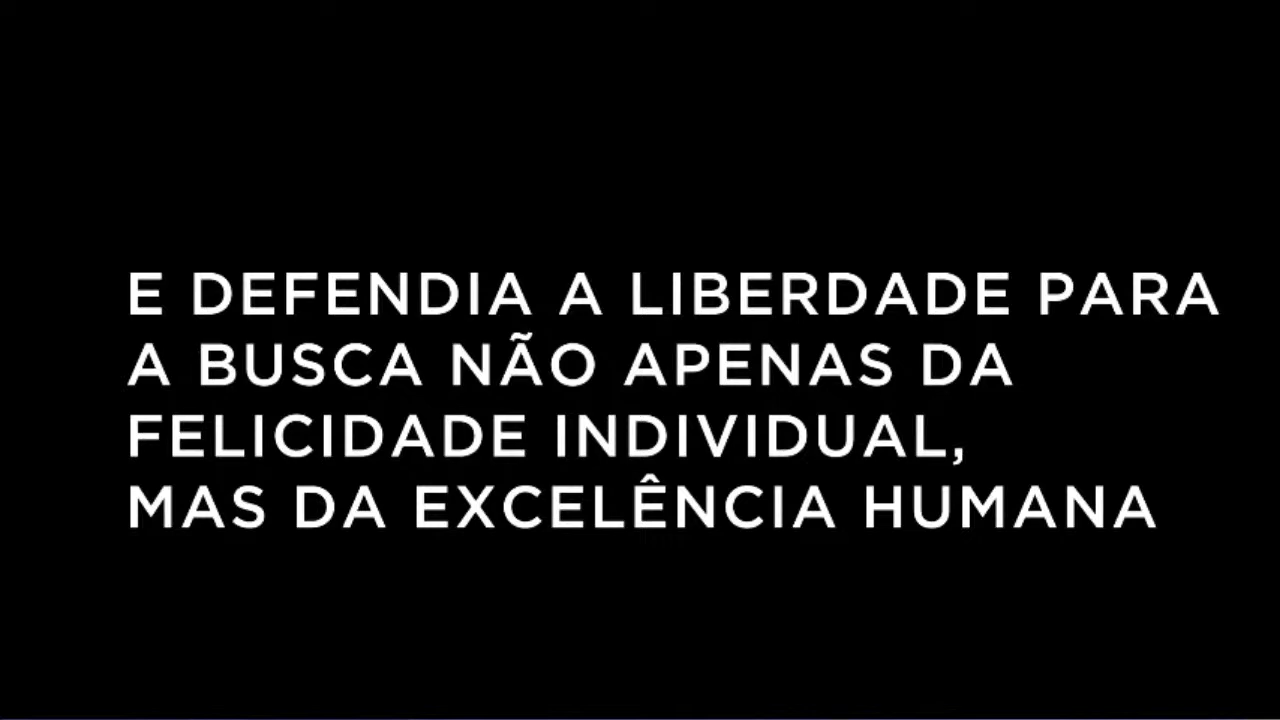 E DEFENDIA A LIBERDADE PARA
A BUSCA NÃO APENAS DA
FELICIDADE INDIVIDUAL,
MAS DA EXCELÊNCIA HUMANA